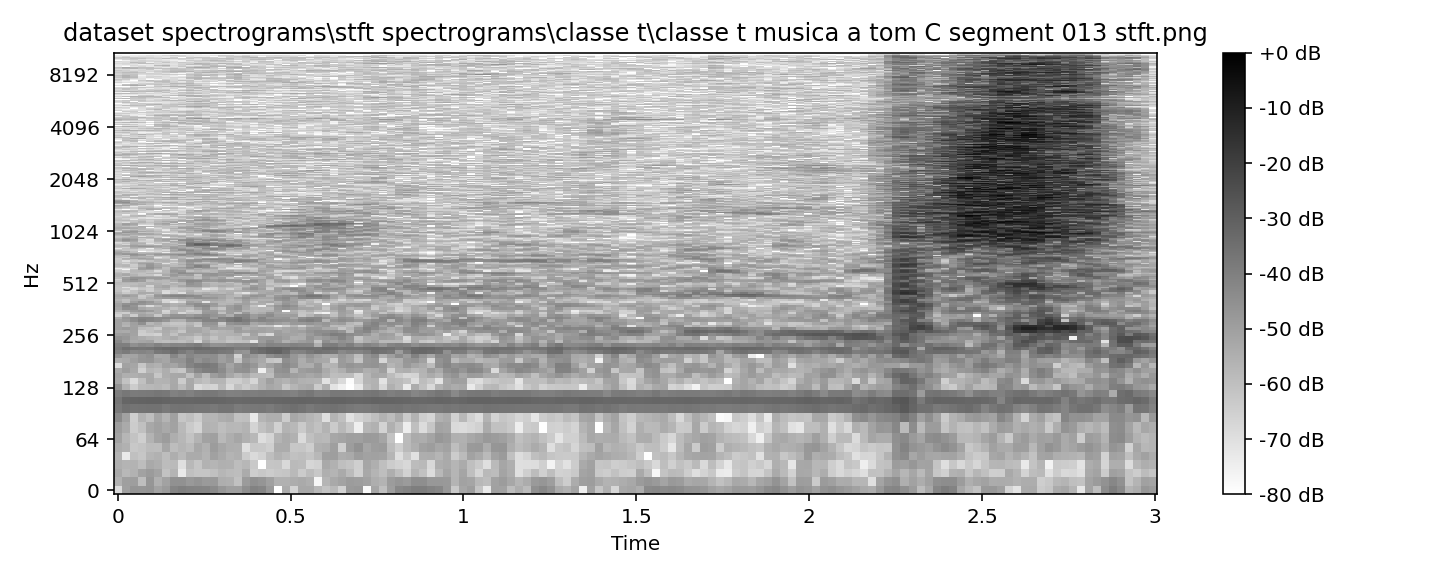 dataset spectrograms\stft spectrograms\classe t\classe t musica a tom C segment 013 stft.png
8192
4096
2048
1024
512
256
128
64
0
Hz
0
0.5
1
1.5
2
2.5
3
Time
+0 dB
-10 dB
-20 dB
-30 dB
-40 dB
-50 dB
-60 dB
-70 dB
-80 dB